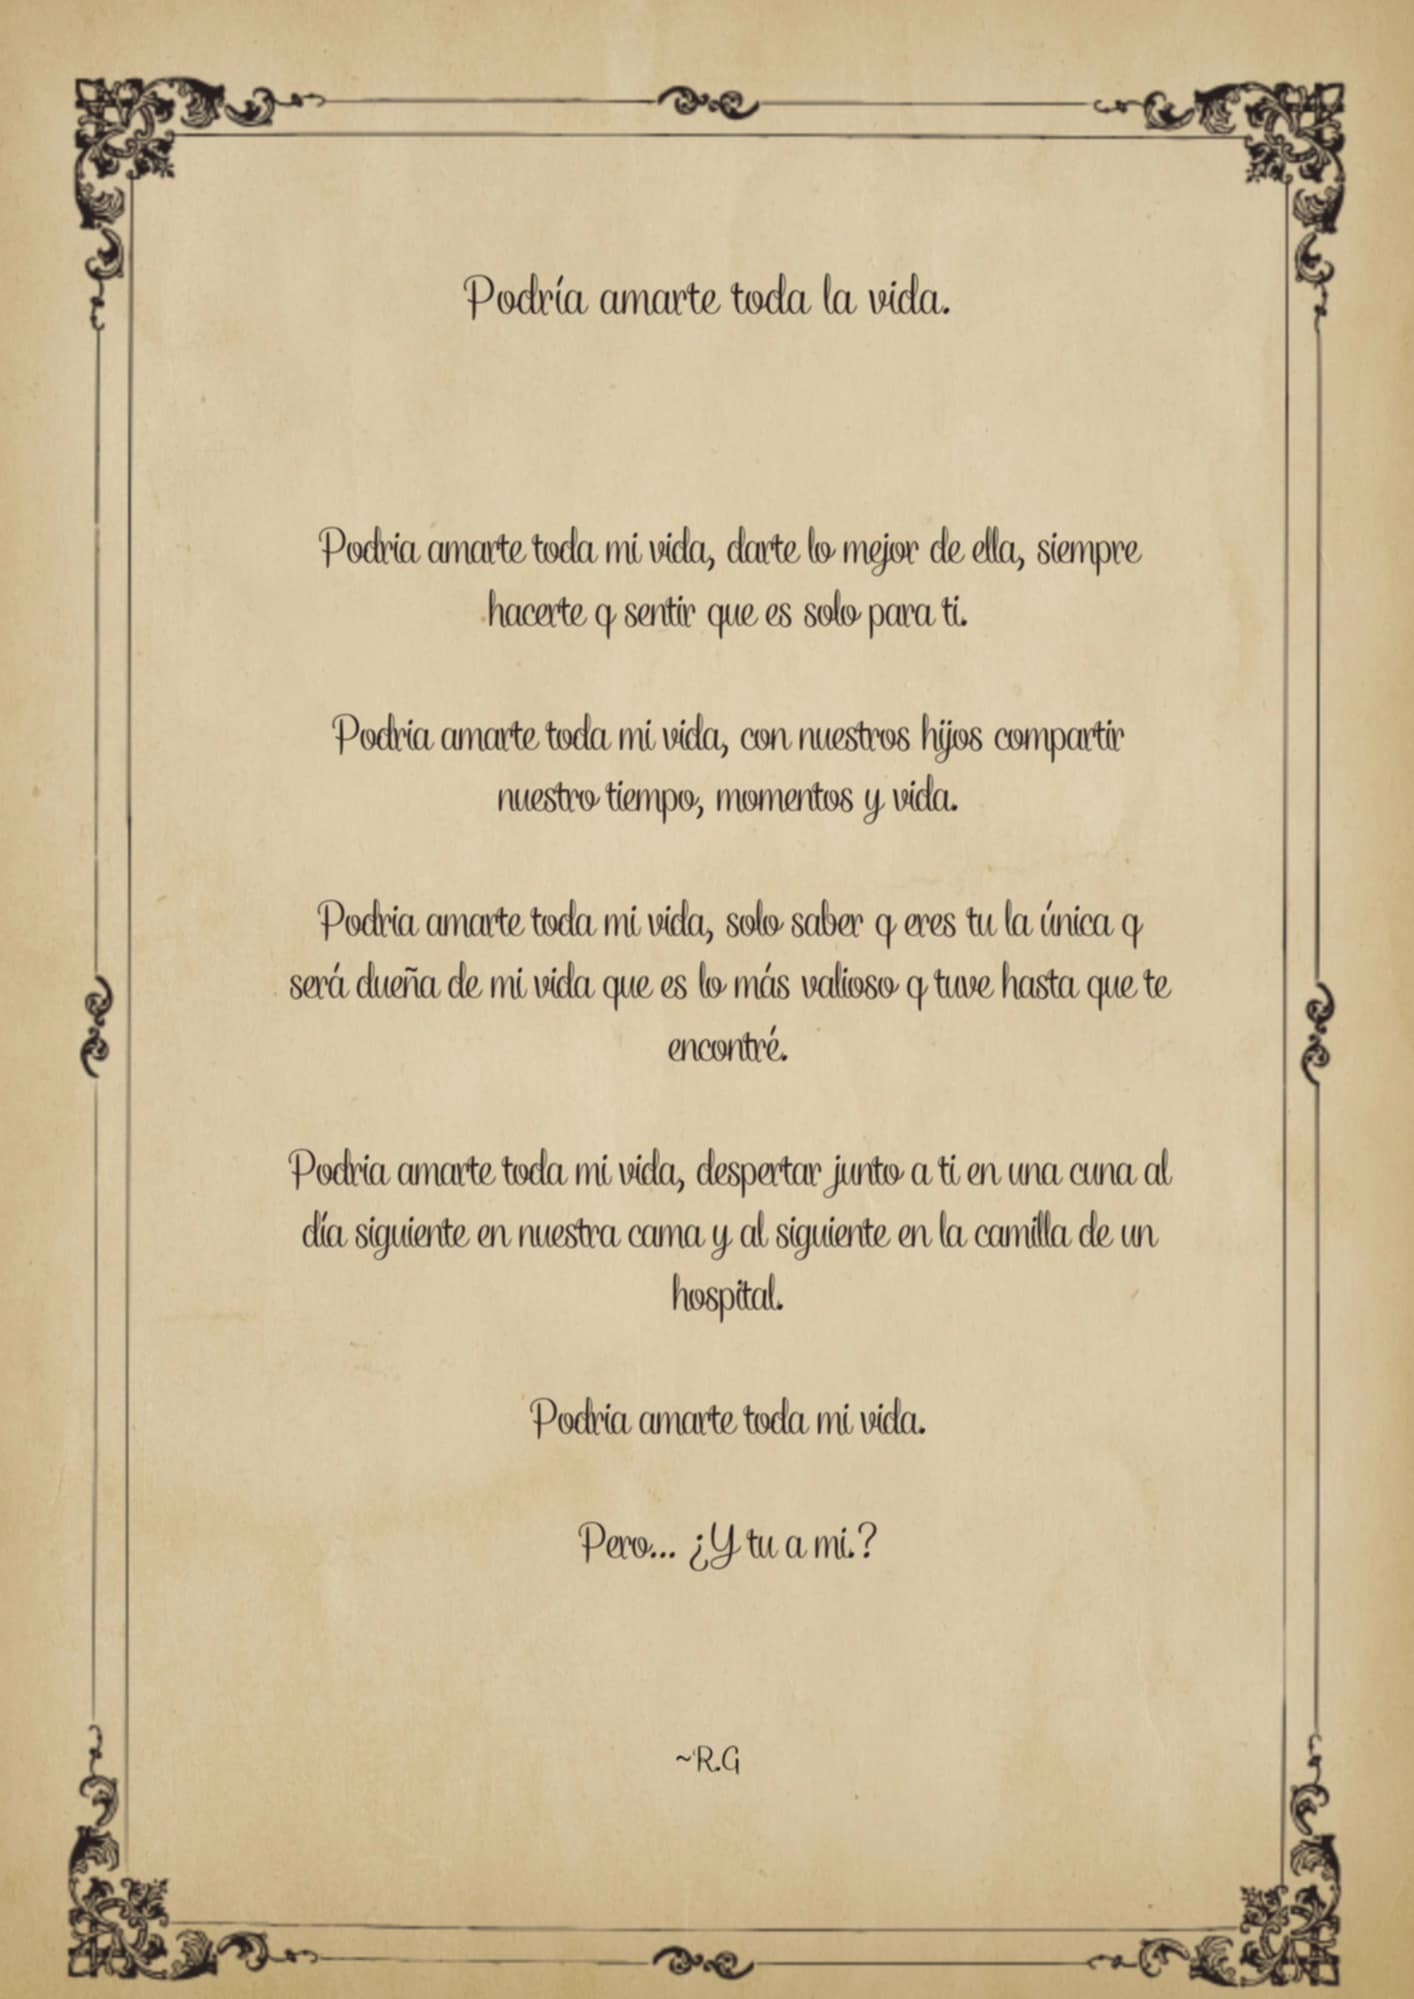 Podría amarte toda la vida.
Podria amarte toda mi vida, darte lo mejor de ella, siempre
hacerte q sentir que es solo para ti.
Podria amarte toda mi vida, con nuestros hijos compartir
nuestro tiempo, momentos y vida.
Podria amarte toda mi vida, solo saber q eres tu la única q
será dueña de mi vida que es lo más valioso q tuve hasta que te
encontré.
Podria amarte toda mi vida, despertar junto a ti en una cuna al
día siguiente en nuestra cama y al siguiente en la camilla de un
hospital.
Podria amarte toda mi vida.
Pero... ¿Y tu a mi.?
~R.G